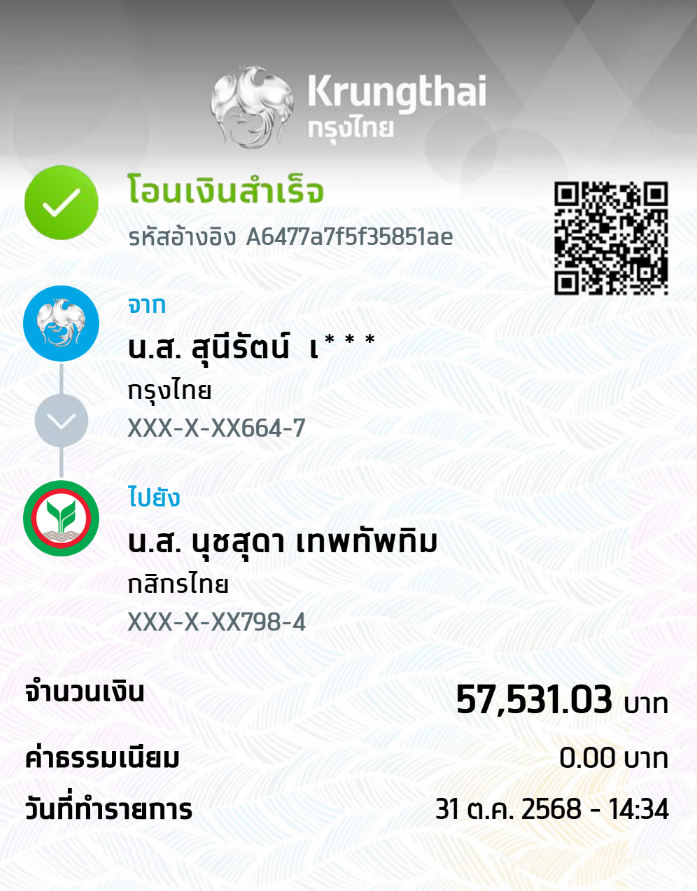 Krungthai
กรุงไทย
โอนเงินสำเร็จ
รหัสอ้างอิง A6477a7f5f35851ae
จาก
น.ส. สุนีรัตน์ เ* * *
กรุงไทย
XXX-X-XX664-7
ไปยัง
น.ส. นุชสุดา เทพทัพทิม
กสิกรไทย
XXX-X-XX798-4
จำนวนเงิน 57,531.03 บาท
ค่าธรรมเนียม 0.00 บาท
วันที่ทำรายการ 31 ต.ค. 2568 - 14:34